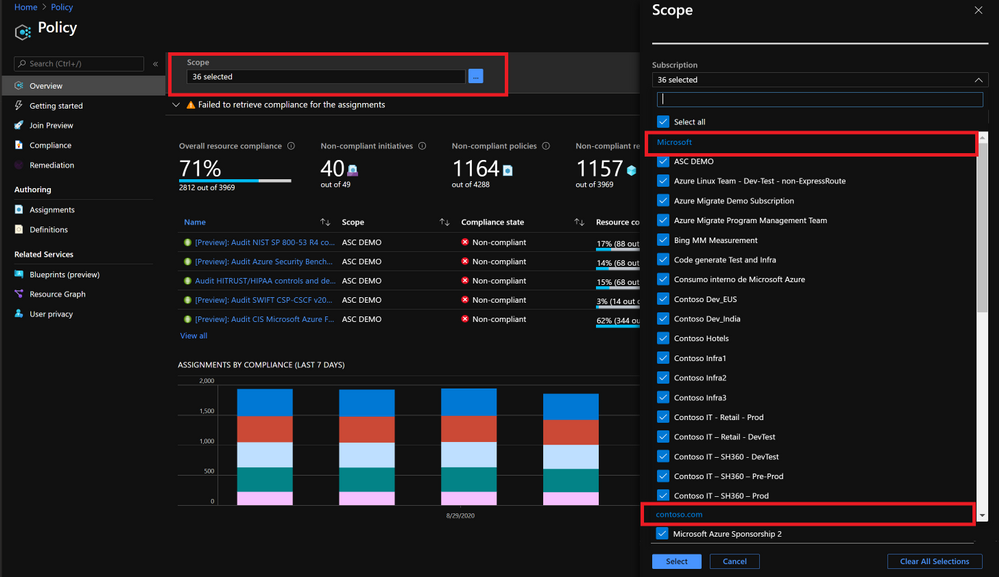 Home > Policy
Policy
Search (Ctrl+/)
«
Overview
Getting started
Join Preview
Compliance
Remediation
Authoring
Assignments
Definitions
Related Services
Blueprints (preview)
Resource Graph
User privacy
Scope
36 selected
...
Failed to retrieve compliance for the assignments
Overall resource compliance
71%
2812 out of 3969
Non-compliant initiatives
40
out of 49
Non-compliant policies
1164
out of 4288
Non-compliant re
1157
out of 3969
Name Scope Compliance state Resource co
[Preview]: Audit NIST SP 800-53 R4 co... ASC DEMO Non-compliant 17% (88 out
[Preview]: Audit Azure Security Bench... ASC DEMO Non-compliant 14% (68 out
Audit HITRUST/HIPAA controls and de... ASC DEMO Non-compliant 15% (68 out
[Preview]: Audit SWIFT CSP-CSCF v20... ASC DEMO Non-compliant 3% (14 out o
[Preview]: Audit CIS Microsoft Azure F... ASC DEMO Non-compliant 62% (344 ou
View all
ASSIGNMENTS BY COMPLIANCE (LAST 7 DAYS)
2,000
1,500
1,000
500
0
8/29/2020
Scope
Subscription
36 selected
Select all
Microsoft
ASC DEMO
Azure Linux Team - Dev-Test - non-ExpressRoute
Azure Migrate Demo Subscription
Azure Migrate Program Management Team
Bing MM Measurement
Code generate Test and Infra
Consumo interno de Microsoft Azure
Contoso Dev_EUS
Contoso Dev_India
Contoso Hotels
Contoso Infra1
Contoso Infra2
Contoso Infra3
Contoso IT - Retail - Prod
Contoso IT – Retail - DevTest
Contoso IT – SH360 - DevTest
Contoso IT – SH360 – Pre-Prod
Contoso IT – SH360 – Prod
contoso.com
Microsoft Azure Sponsorship 2
Select
Cancel
Clear All Selections